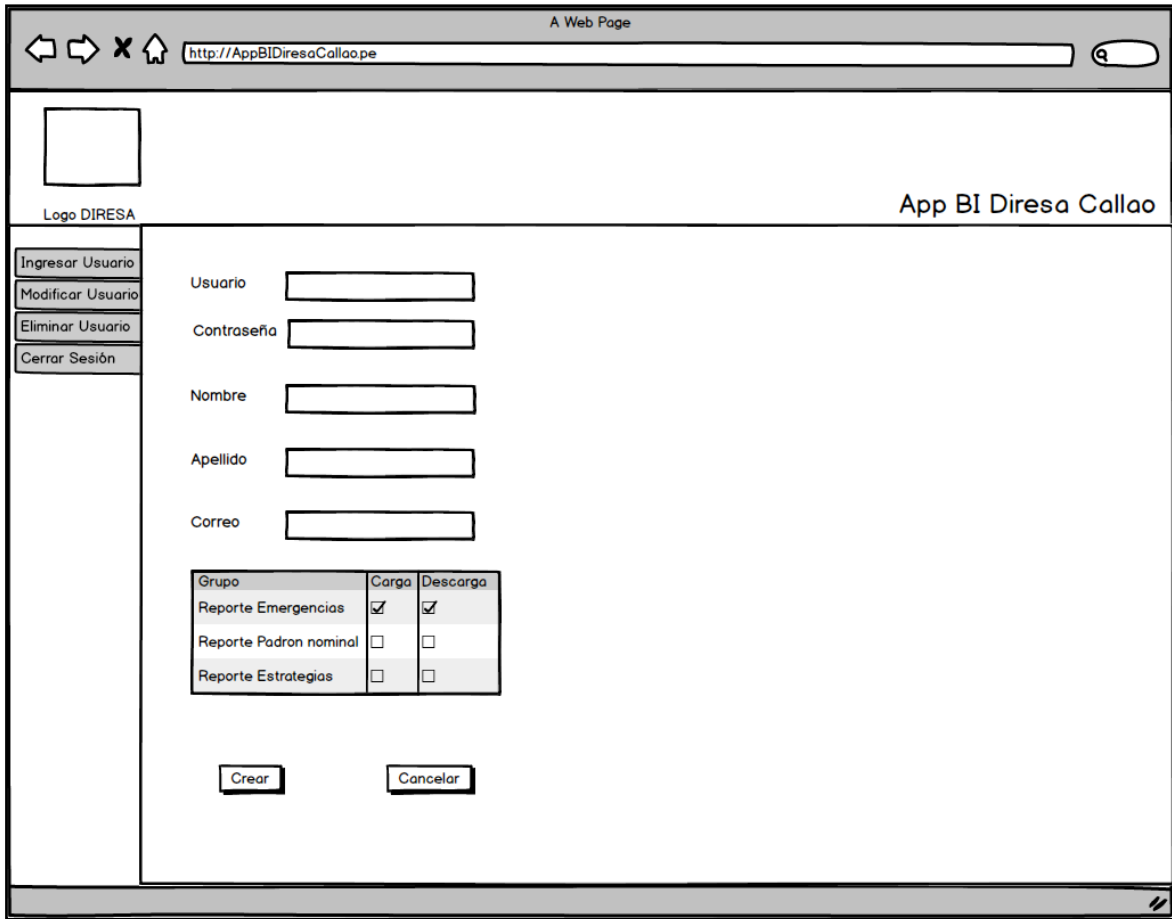 A Web Page
http://AppBIDiresaCallao.pe
Logo DIRESA
App BI Diresa Callao
Ingresar Usuario
Modificar Usuario
Eliminar Usuario
Cerrar Sesión
Usuario
Contraseña
Nombre
Apellido
Correo
Grupo Carga Descarga
Reporte Emergencias
Reporte Padron nominal
Reporte Estrategias
Crear Cancelar